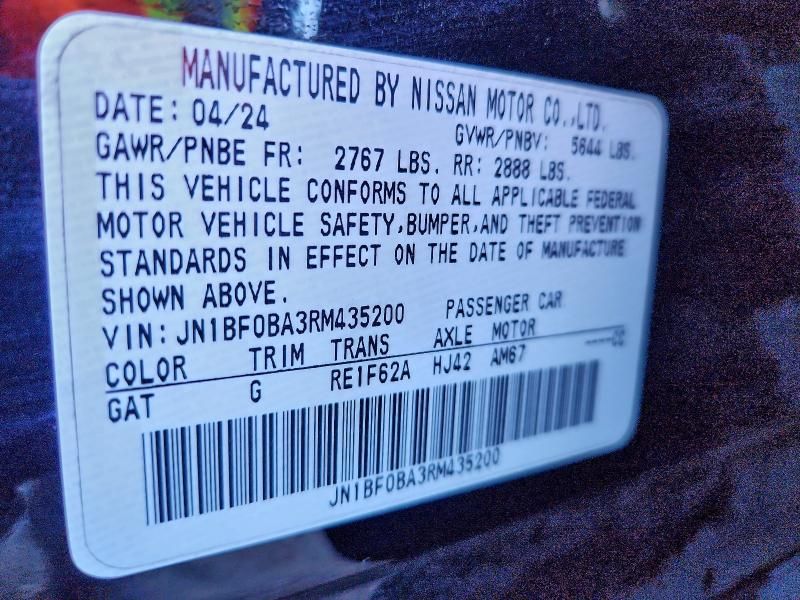 MANUFACTURED BY NISSAN MOTOR CO.,LTD.
DATE: 04/24 GVWR/PNBV: 5644 LBS.
GAWR/PNBE FR: 2767 LBS. RR: 2888 LBS.
THIS VEHICLE CONFORMS TO ALL APPLICABLE FEDERAL
MOTOR VEHICLE SAFETY,BUMPER,AND THEFT PREVENTION
STANDARDS IN EFFECT ON THE DATE OF MANUFACTURE
SHOWN ABOVE.
VIN: JN1BF0BA3RM435200 PASSENGER CAR
COLOR TRIM TRANS AXLE MOTOR CC
GAT G RE1F62A HJ42 AM67
JN1BF0BA3RM435200